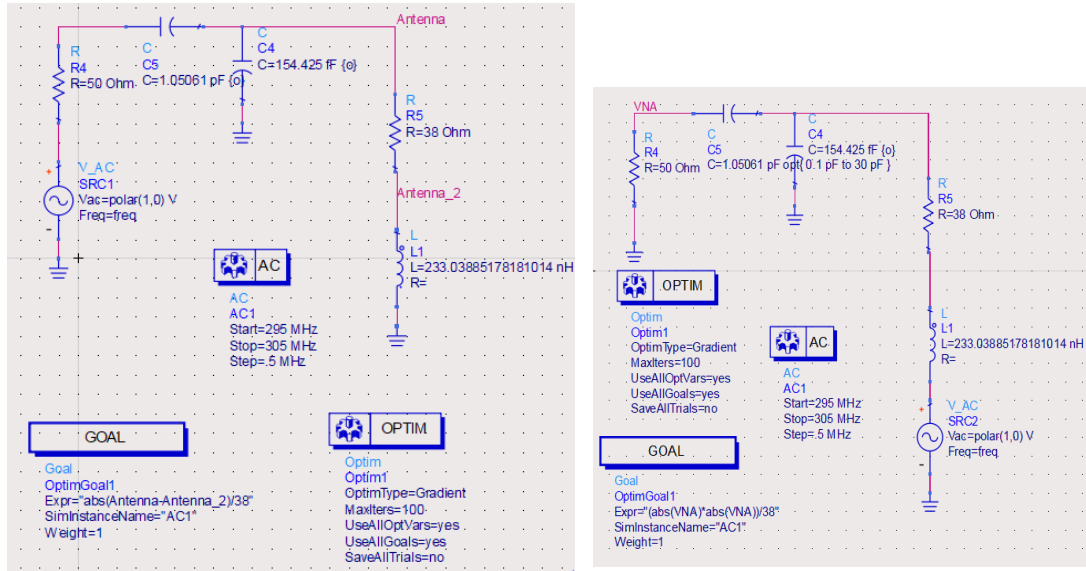 Antenna
C
C5
C=1.05061 pF {o}
C
C4
C=154.425 fF {o}
R
R4
R=50 Ohm
R
R5
R=38 Ohm
+
V_AC
SRC1
Vac=polar(1,0) V
Freq=freq
-
Antenna_2
L
L1
L=233.03885178181014 nH
R=
AC
AC
AC1
Start=295 MHz
Stop=305 MHz
Step=.5 MHz
GOAL
Goal
OptimGoal1
Expr="abs(Antenna-Antenna_2)/38"
SimInstanceName="AC1"
Weight=1
OPTIM
Optim
Optim1
OptimType=Gradient
MaxIters=100
UseAllOptVars=yes
UseAllGoals=yes
SaveAllTrials=no
VNA
R
R4
R=50 Ohm
C
C5
C=1.05061 pF opt{ 0.1 pF to 30 pF }
C
C4
C=154.425 fF {o}
R
R5
R=38 Ohm
OPTIM
Optim
Optim1
OptimType=Gradient
MaxIters=100
UseAllOptVars=yes
UseAllGoals=yes
SaveAllTrials=no
AC
AC
AC1
Start=295 MHz
Stop=305 MHz
Step=.5 MHz
L
L1
L=233.03885178181014 nH
R=
+
V_AC
SRC2
Vac=polar(1,0) V
Freq=freq
-
GOAL
Goal
OptimGoal1
Expr="(abs(VNA)*abs(VNA))/38"
SimInstanceName="AC1"
Weight=1